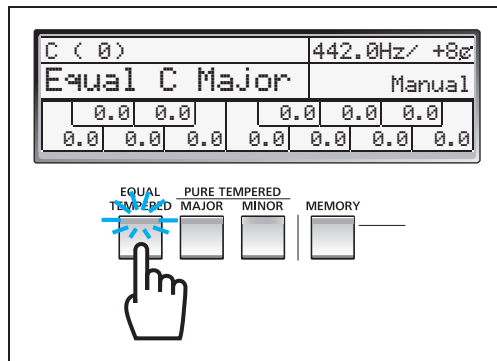 C ( 0) 442.0Hz/ +8¢
Equal C Major Manual
0.0 0.0 0.0 0.0 0.0
0.0 0.0 0.0 0.0 0.0 0.0 0.0
EQUAL TEMPERED
PURE TEMPERED
MAJOR MINOR
MEMORY